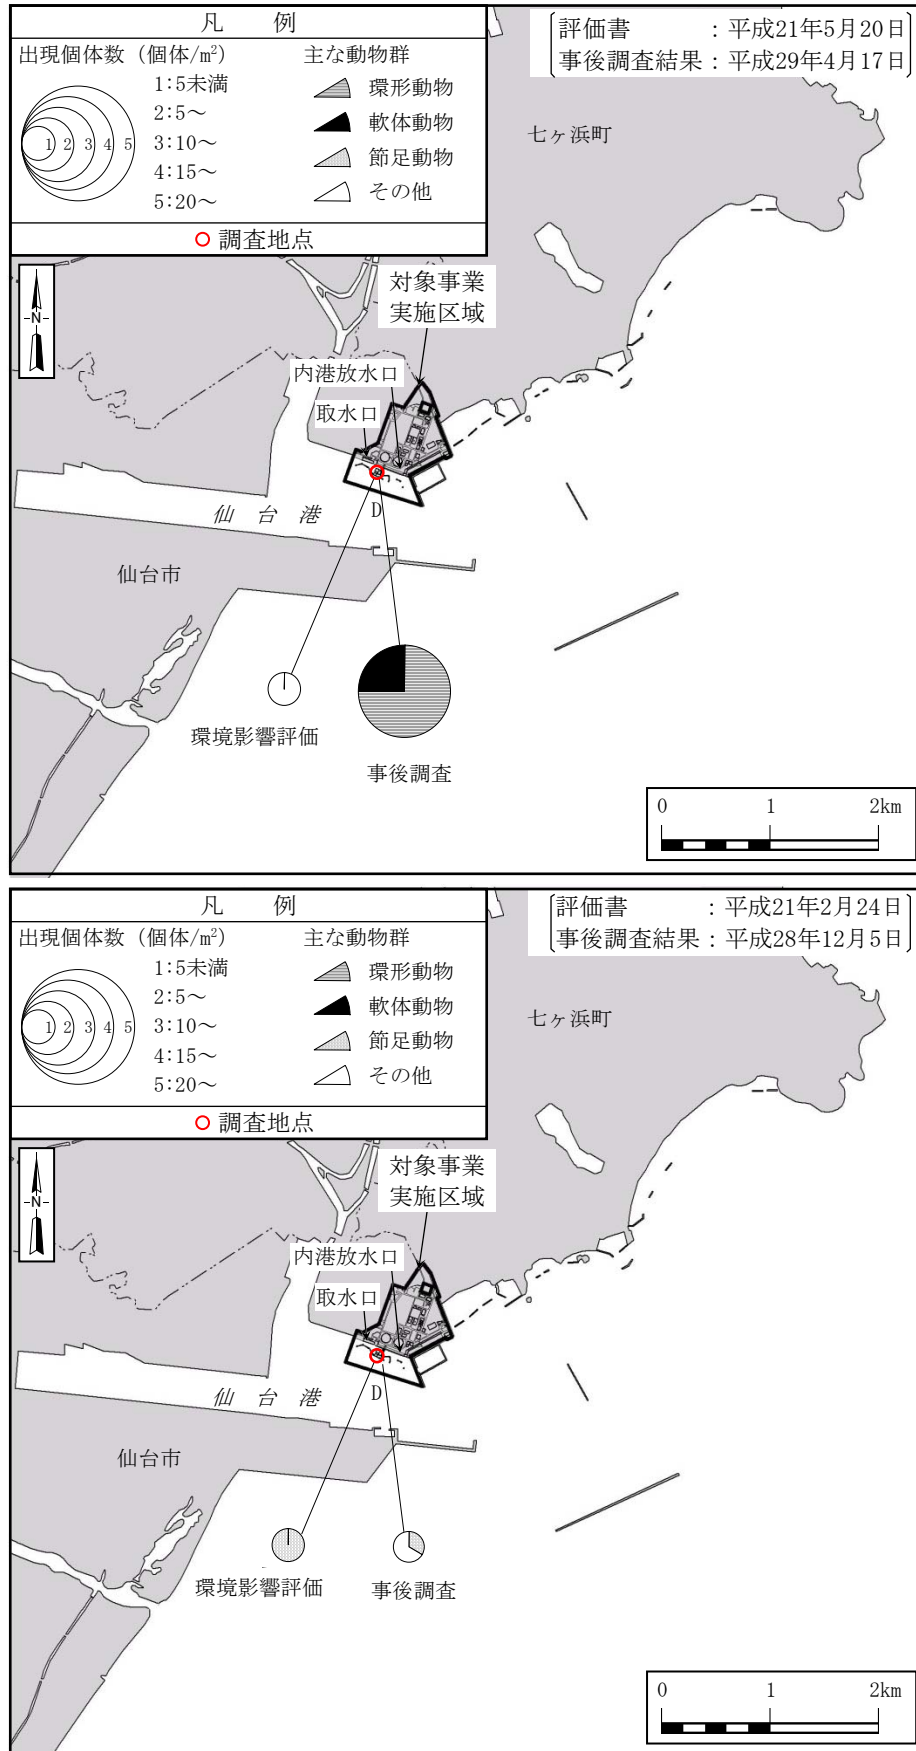 凡　例
出現個体数 (個体/m²)
主な動物群
1:5未満
2:5～
3:10～
4:15～
5:20～
1 2 3 4 5
環形動物
軟体動物
節足動物
その他
調査地点
評価書　　　：平成21年5月20日
事後調査結果：平成29年4月17日
七ヶ浜町
N
対象事業
実施区域
内港放水口
取水口
D
仙　台　港
仙台市
環境影響評価
事後調査
0 1 2km
凡　例
出現個体数 (個体/m²)
主な動物群
1:5未満
2:5～
3:10～
4:15～
5:20～
1 2 3 4 5
環形動物
軟体動物
節足動物
その他
調査地点
評価書　　　：平成21年2月24日
事後調査結果：平成28年12月5日
七ヶ浜町
N
対象事業
実施区域
内港放水口
取水口
D
仙　台　港
仙台市
環境影響評価
事後調査
0 1 2km